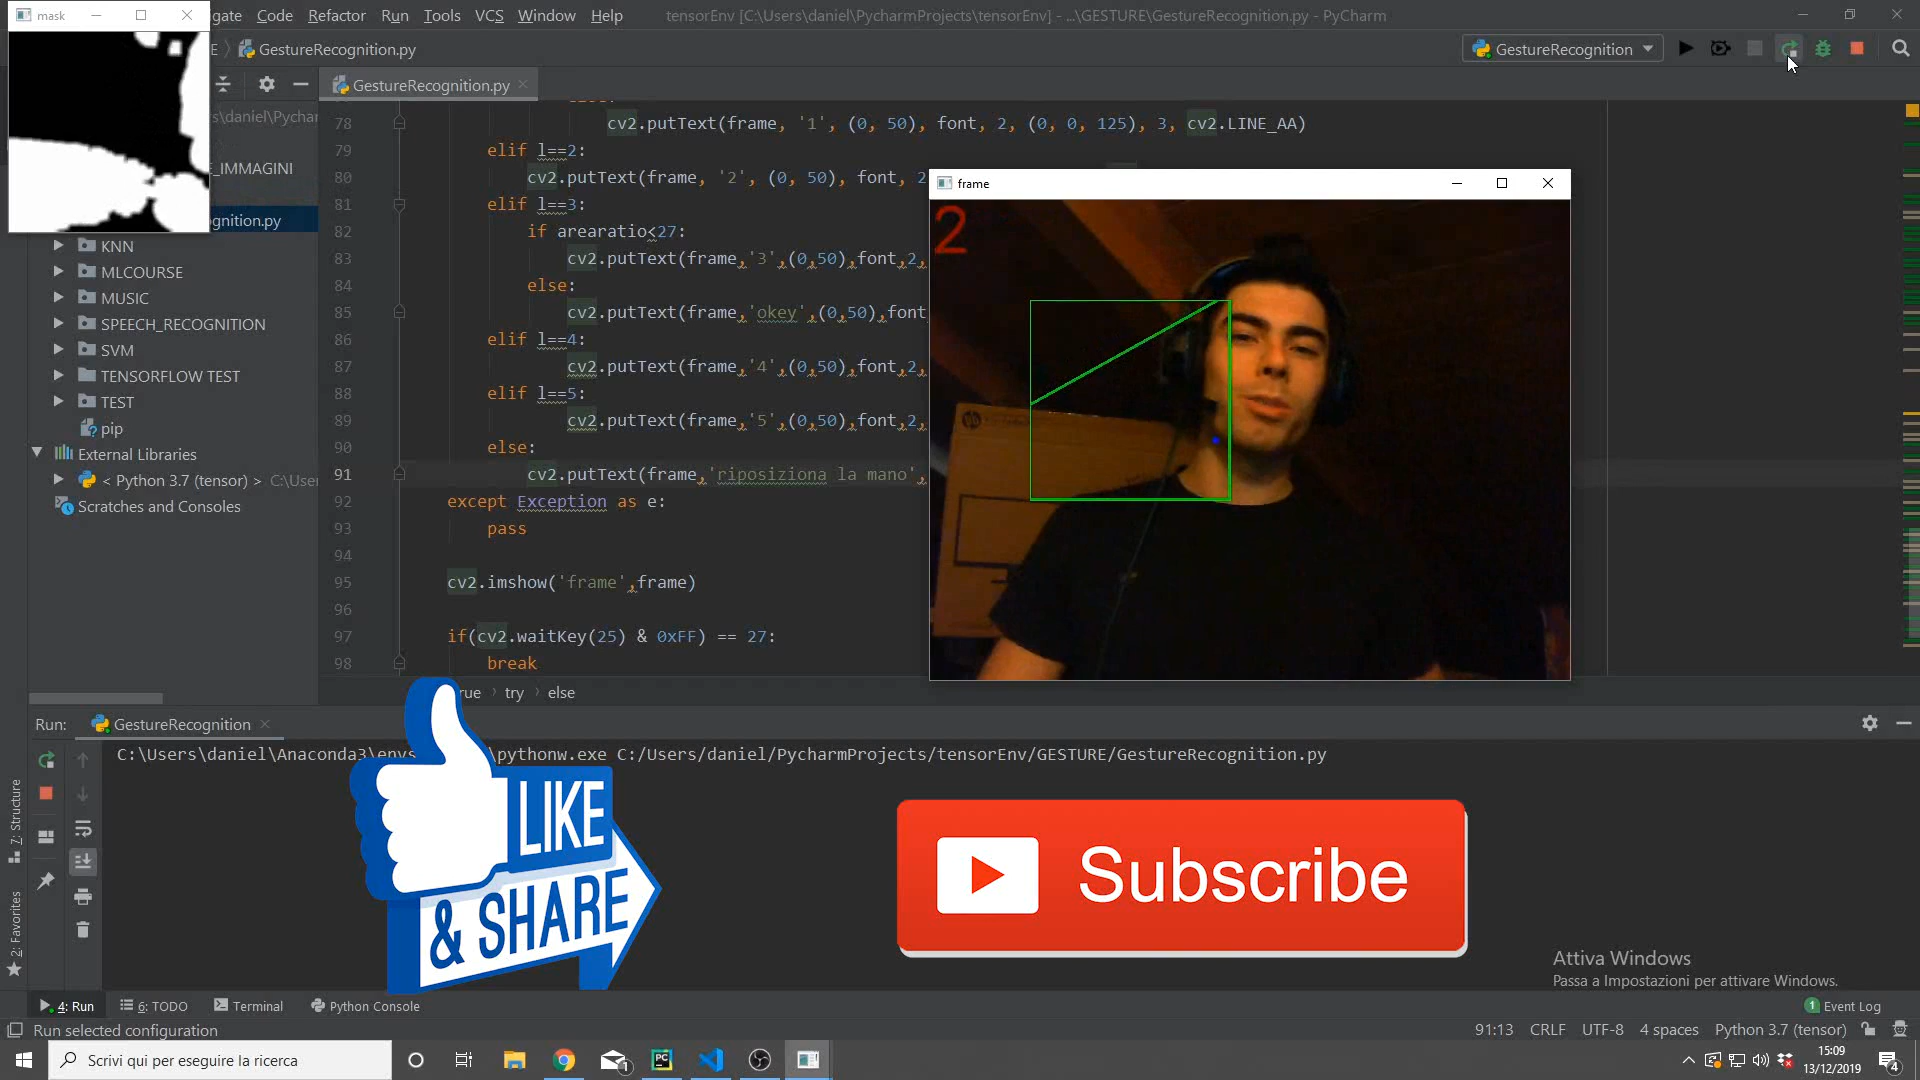 mask
igate Code Refactor Run Tools VCS Window Help
tensorEnv [C:\Users\daniel\PycharmProjects\tensorEnv] - ...\GESTURE\GestureRecognition.py - PyCharm
E GestureRecognition.py
GestureRecognition
GestureRecognition.py
s\daniel\Pychar
E_IMMAGINI
gnition.py
KNN
MLCOURSE
MUSIC
SPEECH_RECOGNITION
SVM
TENSORFLOW TEST
TEST
pip
External Libraries
< Python 3.7 (tensor) > C:\User
Scratches and Consoles
78 cv2.putText(frame, '1', (0, 50), font, 2, (0, 0, 125), 3, cv2.LINE_AA)
79 elif l==2:
80 cv2.putText(frame, '2', (0, 50), font, 2
81 elif l==3:
82 if arearatio<27:
83 cv2.putText(frame,'3',(0,50),font,2,
84 else:
85 cv2.putText(frame,'okey',(0,50),font
86 elif l==4:
87 cv2.putText(frame,'4',(0,50),font,2,
88 elif l==5:
89 cv2.putText(frame,'5',(0,50),font,2,
90 else:
91 cv2.putText(frame,'riposiziona la mano',
92 except Exception as e:
93 pass
94
95 cv2.imshow('frame',frame)
96
97 if(cv2.waitKey(25) & 0xFF) == 27:
98 break
rue › try › else
frame
2
hp
Run: GestureRecognition
C:\Users\daniel\Anaconda3\envs \pythonw.exe C:/Users/daniel/PycharmProjects/tensorEnv/GESTURE/GestureRecognition.py
7: Structure
2: Favorites
LIKE
& SHARE
Subscribe
Attiva Windows
Passa a Impostazioni per attivare Windows.
4: Run 6: TODO Terminal Python Console
1 Event Log
Run selected configuration
91:13 CRLF UTF-8 4 spaces Python 3.7 (tensor)
Scrivi qui per eseguire la ricerca
1
PC
15:09
13/12/2019
4